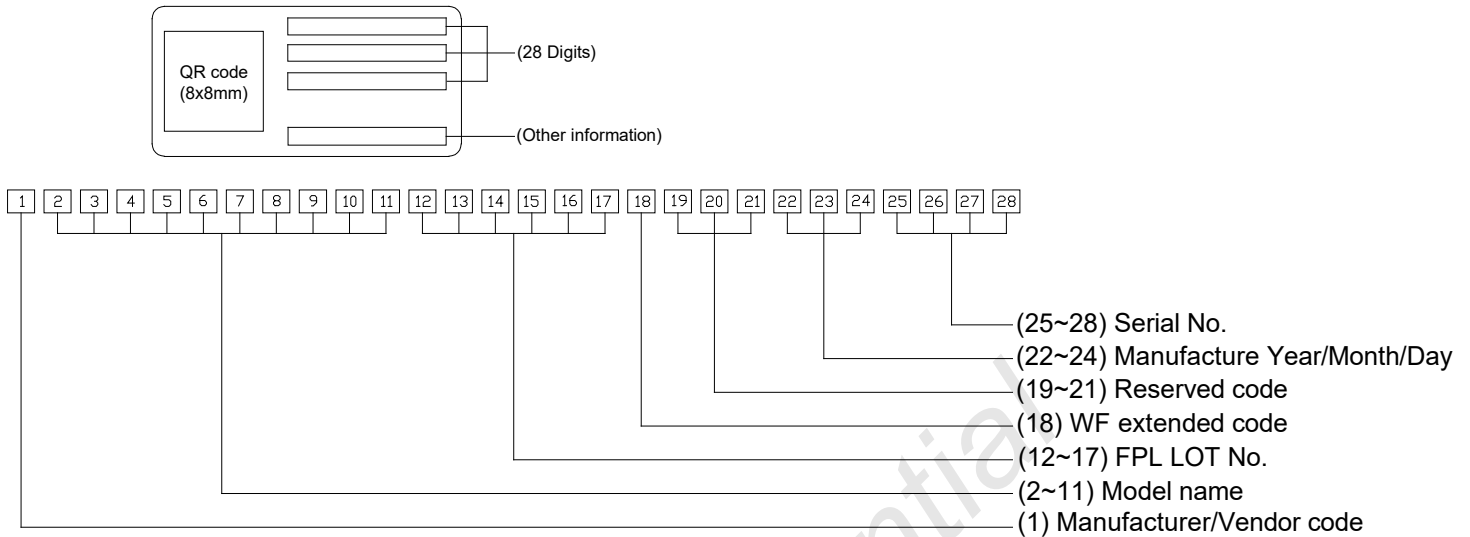 QR code
(8x8mm)
(28 Digits)
(Other information)
1 2 3 4 5 6 7 8 9 10 11 12 13 14 15 16 17 18 19 20 21 22 23 24 25 26 27 28
(25~28) Serial No.
(22~24) Manufacture Year/Month/Day
(19~21) Reserved code
(18) WF extended code
(12~17) FPL LOT No.
(2~11) Model name
(1) Manufacturer/Vendor code
ential